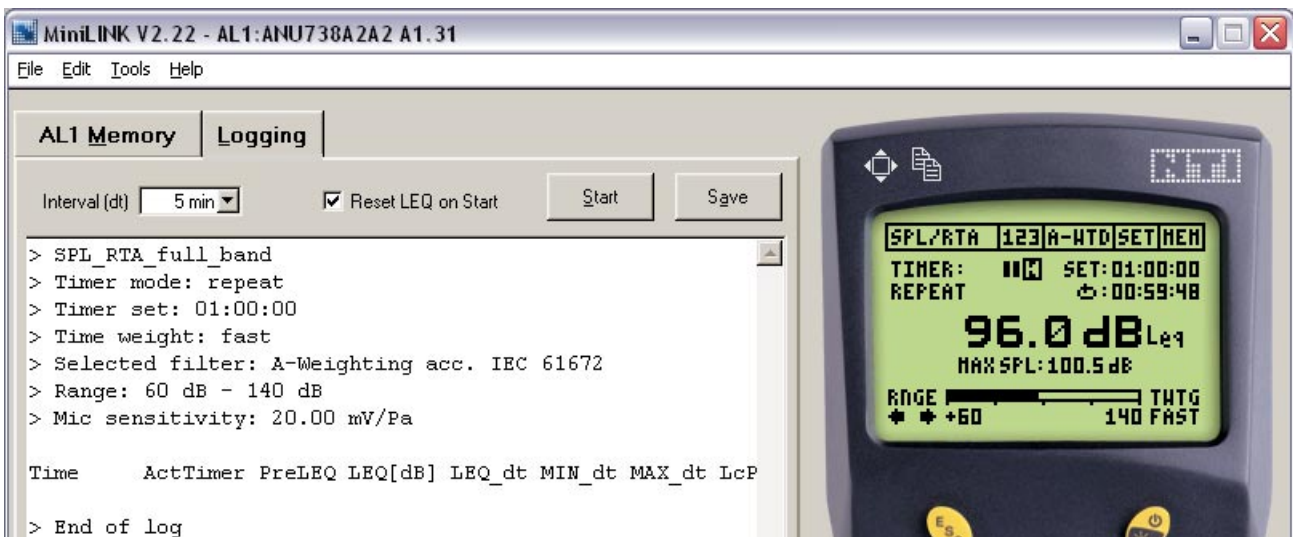 MiniLINK V2.22 - AL1:ANU738A2A2 A1.31
File Edit Tools Help
AL1 Memory Logging
Interval (dt) 5 min Reset LEQ on Start Start Save
> SPL_RTA_full_band
> Timer mode: repeat
> Timer set: 01:00:00
> Time weight: fast
> Selected filter: A-Weighting acc. IEC 61672
> Range: 60 dB - 140 dB
> Mic sensitivity: 20.00 mV/Pa
Time ActTimer PreLEQ LEQ[dB] LEQ_dt MIN_dt MAX_dt LcP
> End of log
NTi
SPL/RTA 123 A-WTD SET MEM
TIMER: SET:01:00:00
REPEAT :00:59:48
96.0 dB Leq
MAX SPL:100.5 dB
RNGE TWTG
+60 140 FAST
ESC